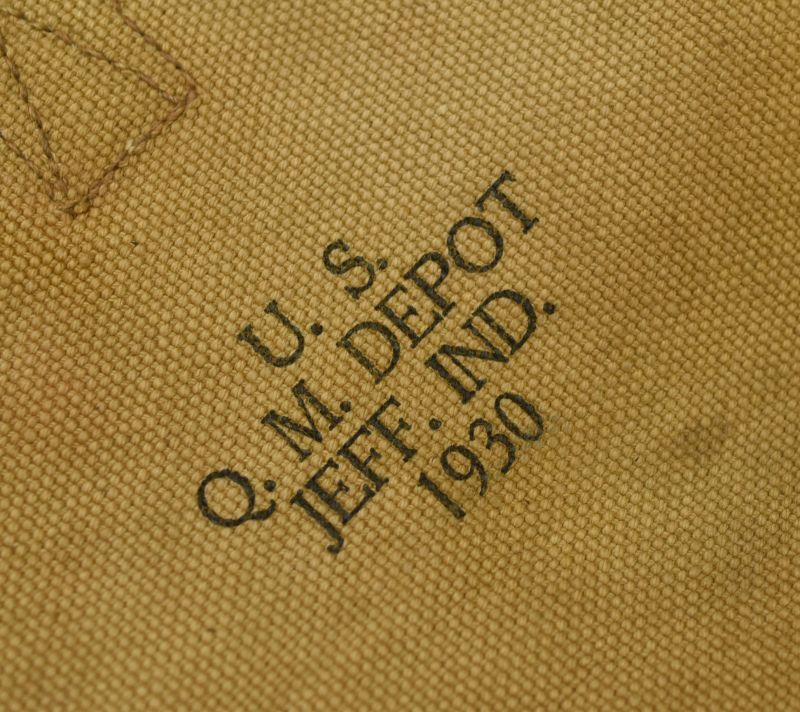 U. S.
Q. M. DEPOT
JEFF. IND.
1930